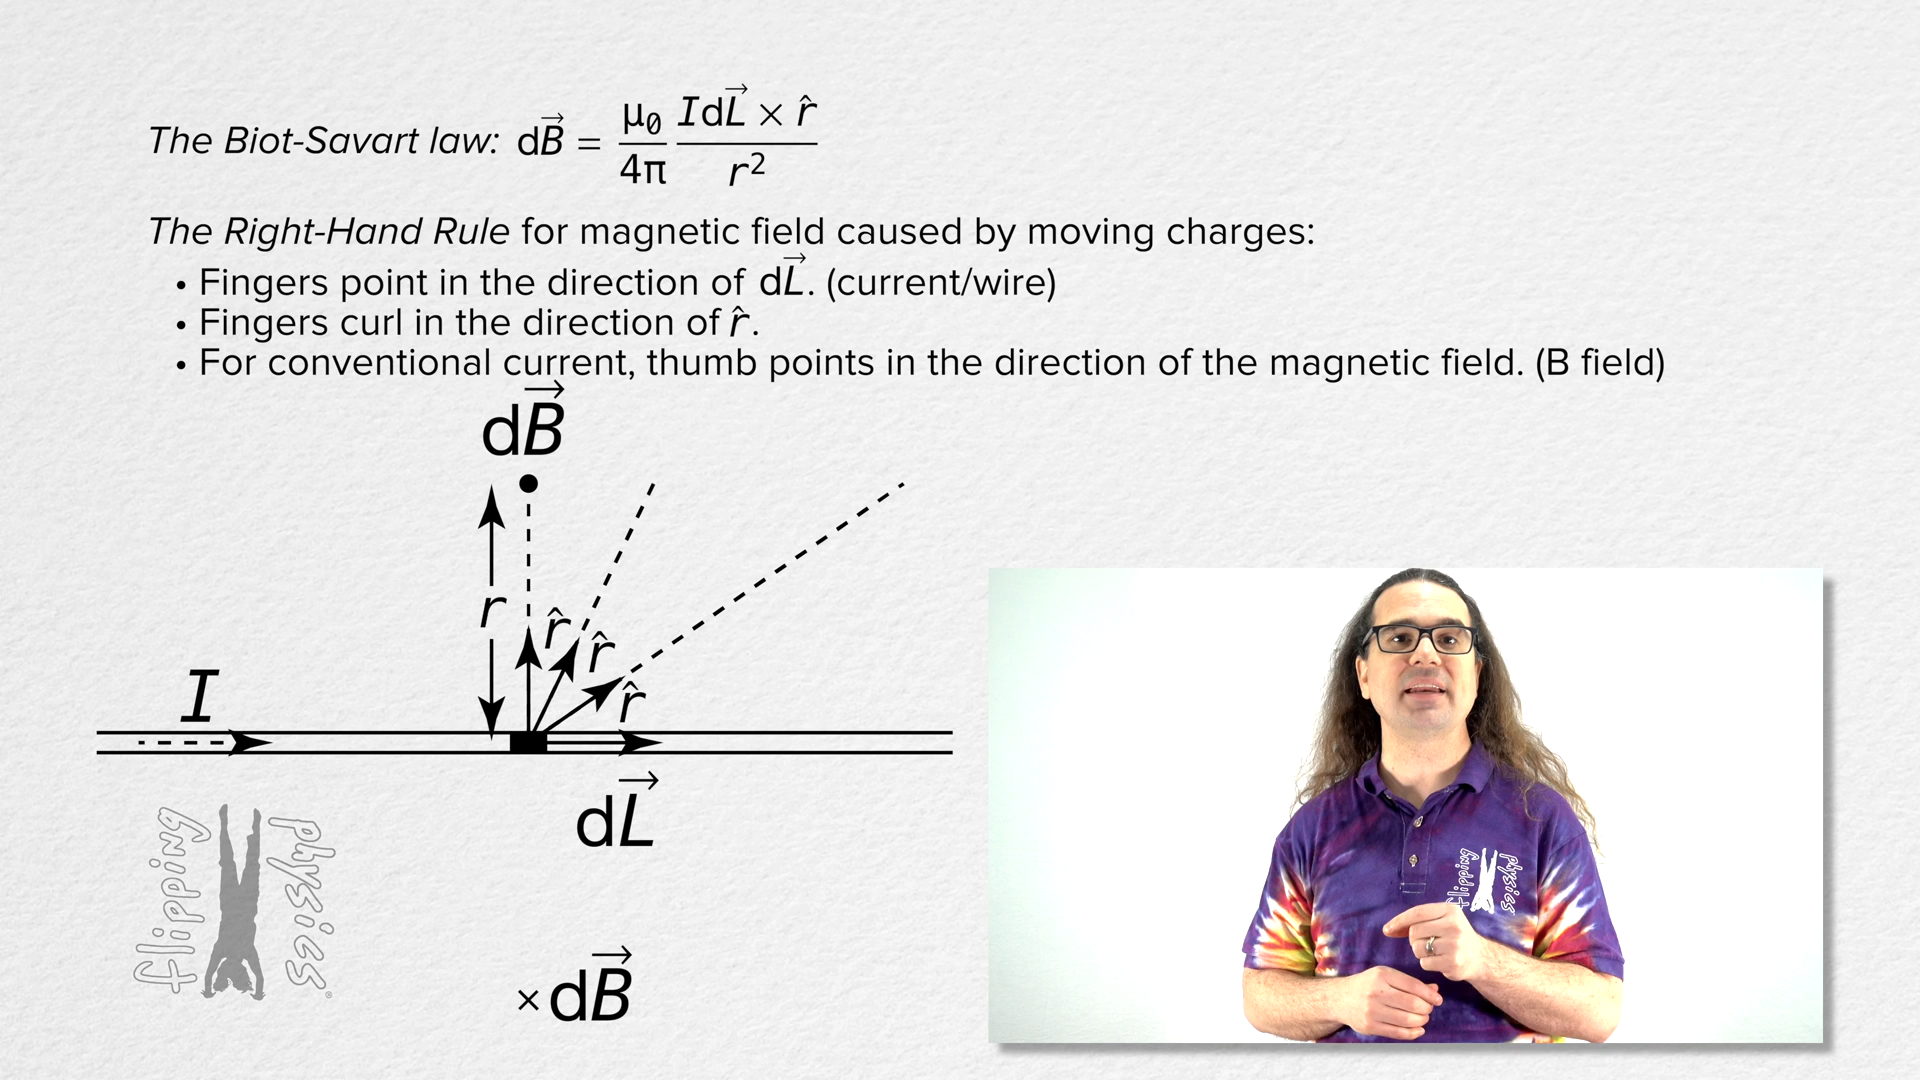 The Biot-Savart law: dB⃗ = μ₀/4π IdL⃗ × r̂/r²
The Right-Hand Rule for magnetic field caused by moving charges:
• Fingers point in the direction of dL⃗. (current/wire)
• Fingers curl in the direction of r̂.
• For conventional current, thumb points in the direction of the magnetic field. (B field)
dB⃗
r
r̂
r̂
r̂
I
dL⃗
× dB⃗
flipping physics®
flipping physics